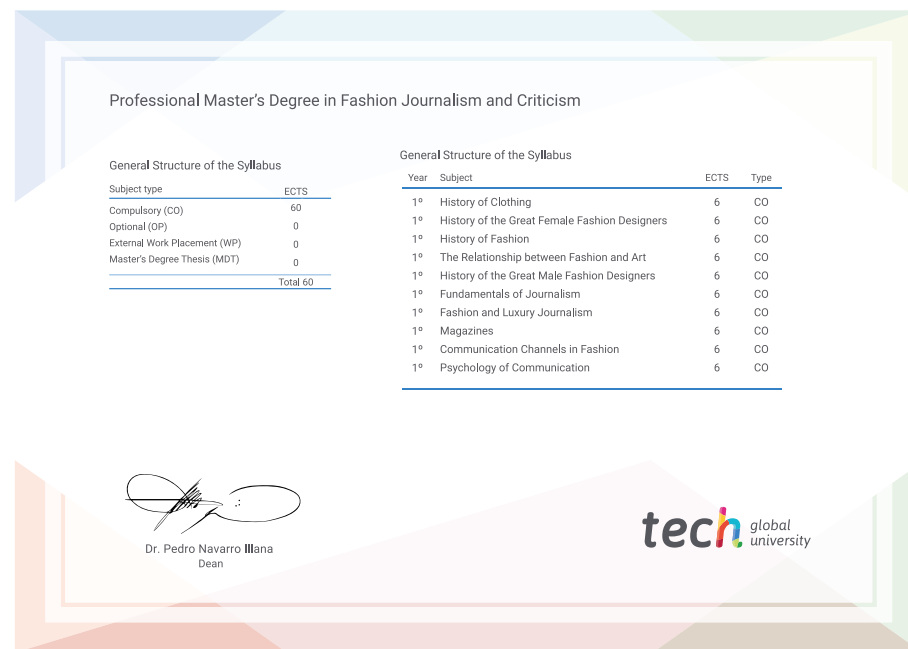 Professional Master's Degree in Fashion Journalism and Criticism
General Structure of the Syllabus
Subject type ECTS
Compulsory (CO) 60
Optional (OP) 0
External Work Placement (WP) 0
Master's Degree Thesis (MDT) 0
Total 60
General Structure of the Syllabus
Year Subject ECTS Type
1º History of Clothing 6 CO
1º History of the Great Female Fashion Designers 6 CO
1º History of Fashion 6 CO
1º The Relationship between Fashion and Art 6 CO
1º History of the Great Male Fashion Designers 6 CO
1º Fundamentals of Journalism 6 CO
1º Fashion and Luxury Journalism 6 CO
1º Magazines 6 CO
1º Communication Channels in Fashion 6 CO
1º Psychology of Communication 6 CO
Dr. Pedro Navarro Illana
Dean
tech global
university